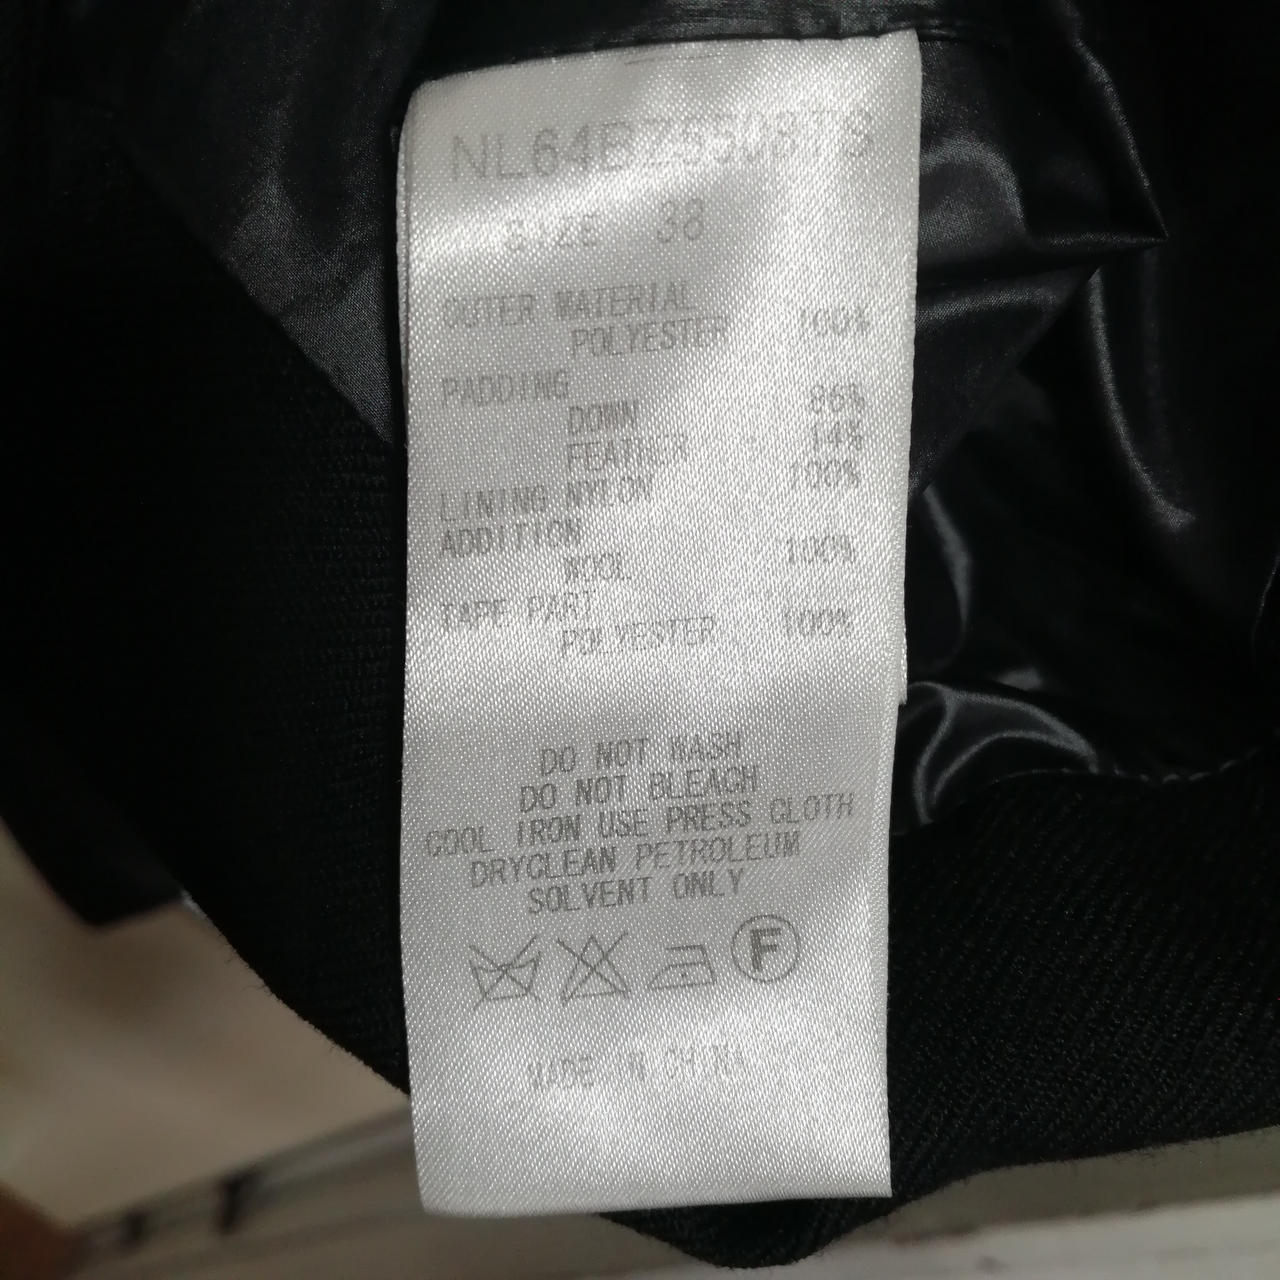 SIZE 38
OUTER MATERIAL
POLYESTER 100%
PADDING
DOWN 86%
FEATHER 14%
LINING NYLON 100%
ADDITION
WOOL 100%
TAPE PART
POLYESTER 100%
DO NOT WASH
DO NOT BLEACH
COOL IRON USE PRESS CLOTH
DRYCLEAN PETROLEUM
SOLVENT ONLY
F
MADE IN CHINA